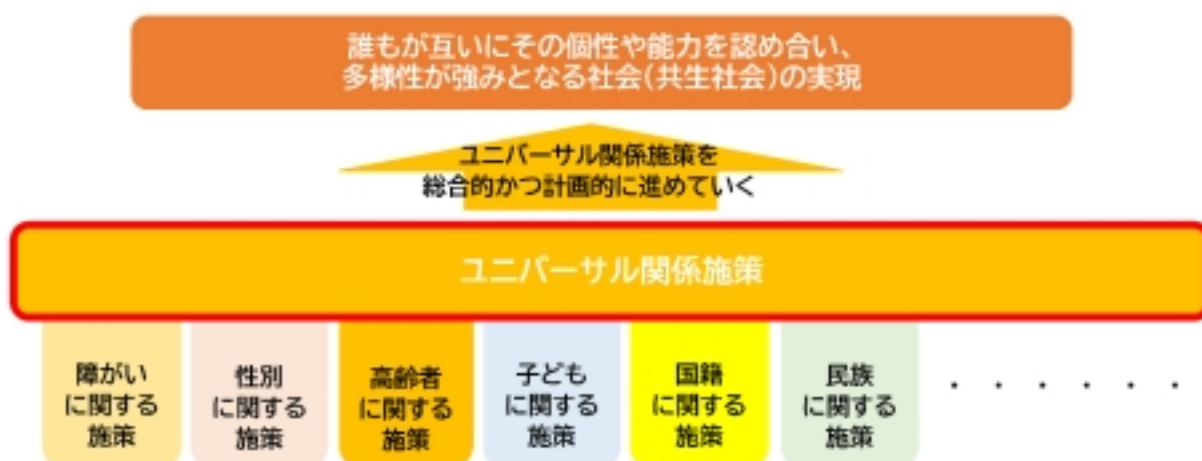 誰もが互いにその個性や能力を認め合い、
多様性が強みとなる社会(共生社会)の実現
ユニバーサル関係施策を
総合的かつ計画的に進めていく
ユニバーサル関係施策
障がい
に関する
施策
性別
に関する
施策
高齢者
に関する
施策
子ども
に関する
施策
国籍
に関する
施策
民族
に関する
施策
・・・・・・